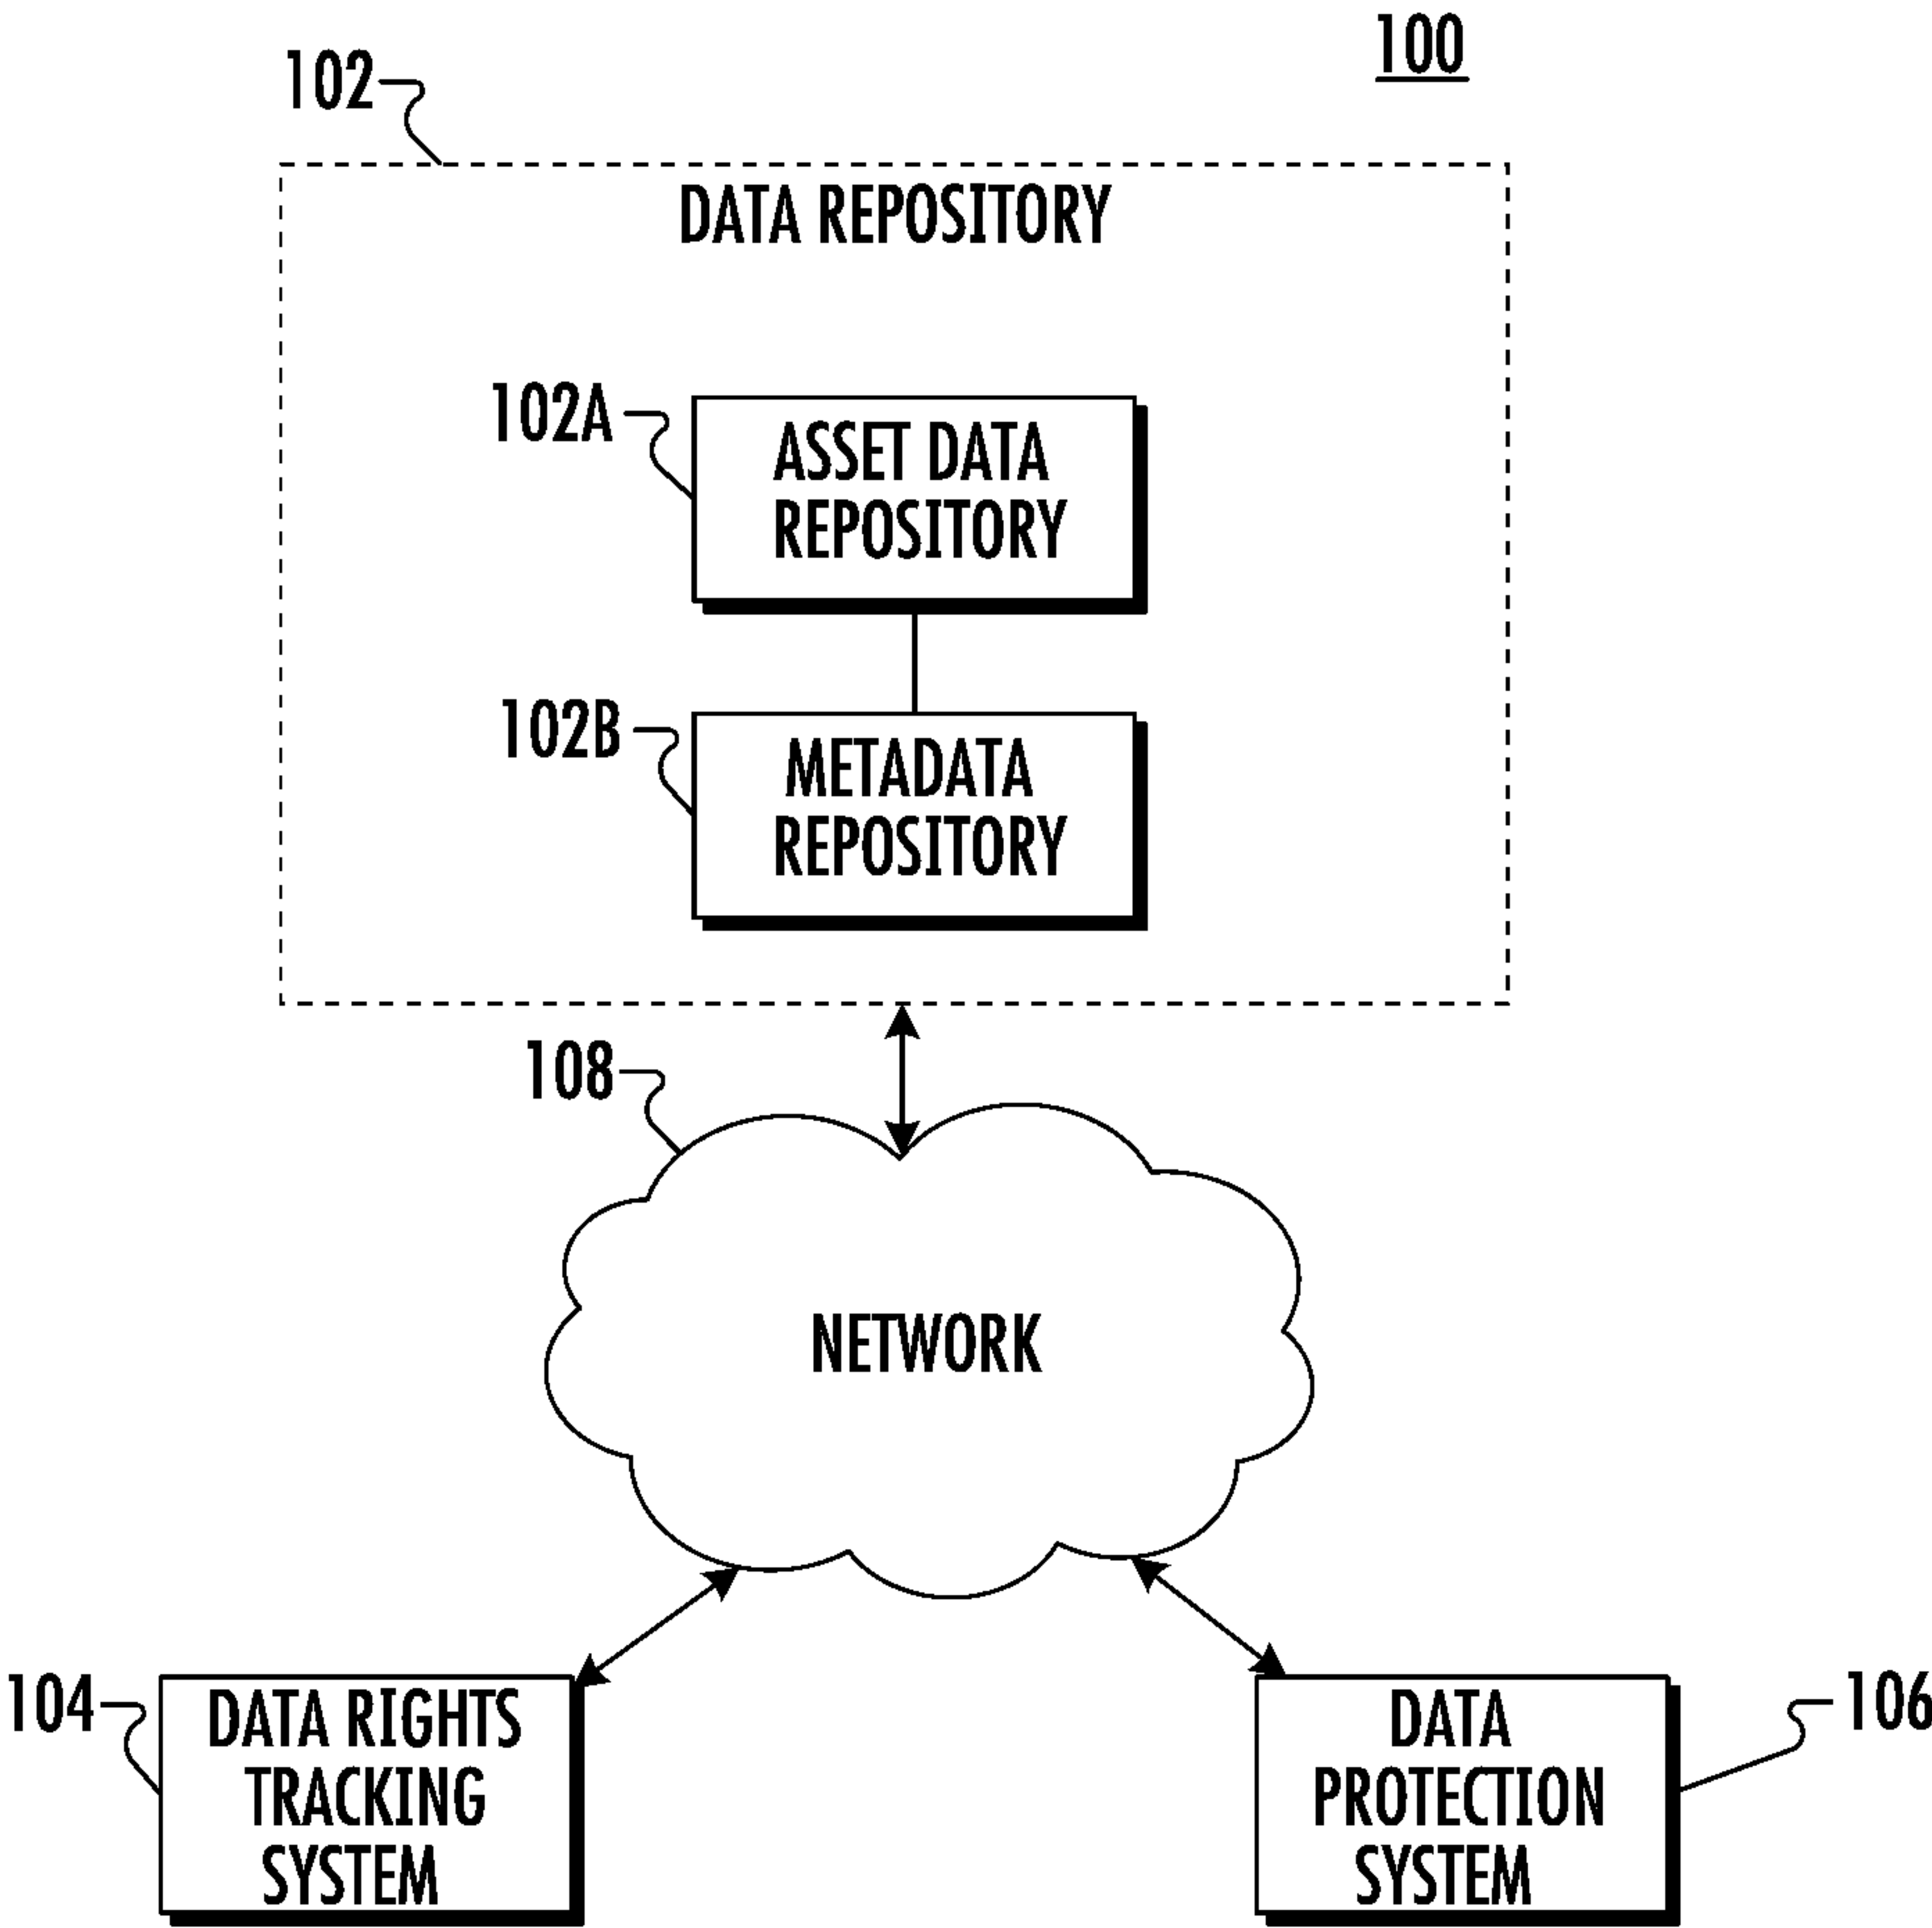 100
102
DATA REPOSITORY
102A
ASSET DATA
REPOSITORY
102B
METADATA
REPOSITORY
108
NETWORK
104
DATA RIGHTS
TRACKING
SYSTEM
DATA
PROTECTION
SYSTEM
106